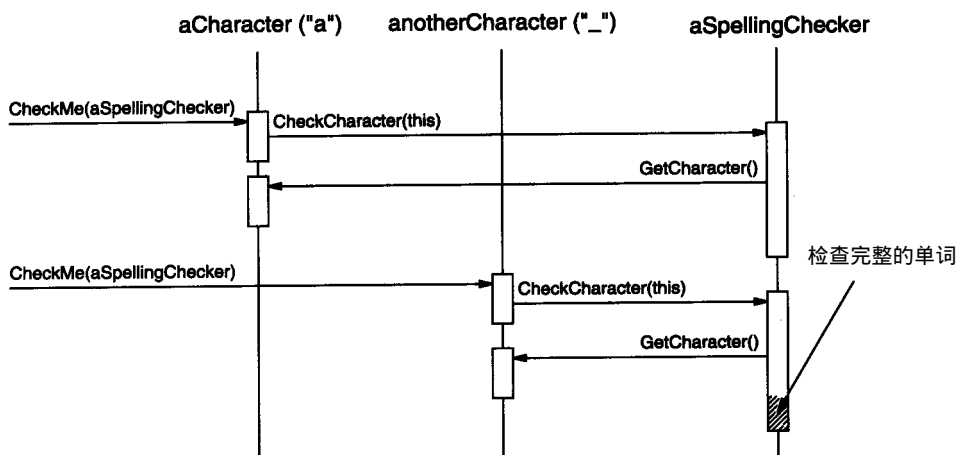 aCharacter ("a")
anotherCharacter ("_")
aSpellingChecker
CheckMe(aSpellingChecker)
CheckCharacter(this)
GetCharacter()
检查完整的单词
CheckMe(aSpellingChecker)
CheckCharacter(this)
GetCharacter()